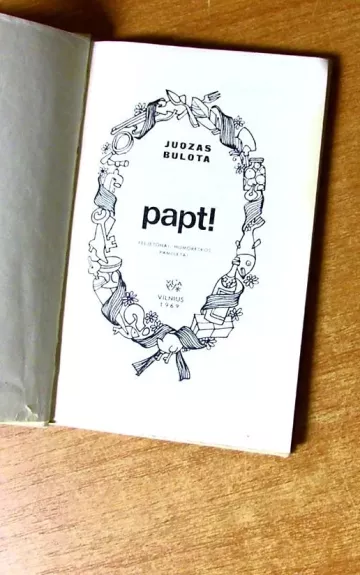 JUOZAS
BULOTA
papt!
FELJETONAI, HUMORESKOS
PAMFLETAI
VILNIUS
1969